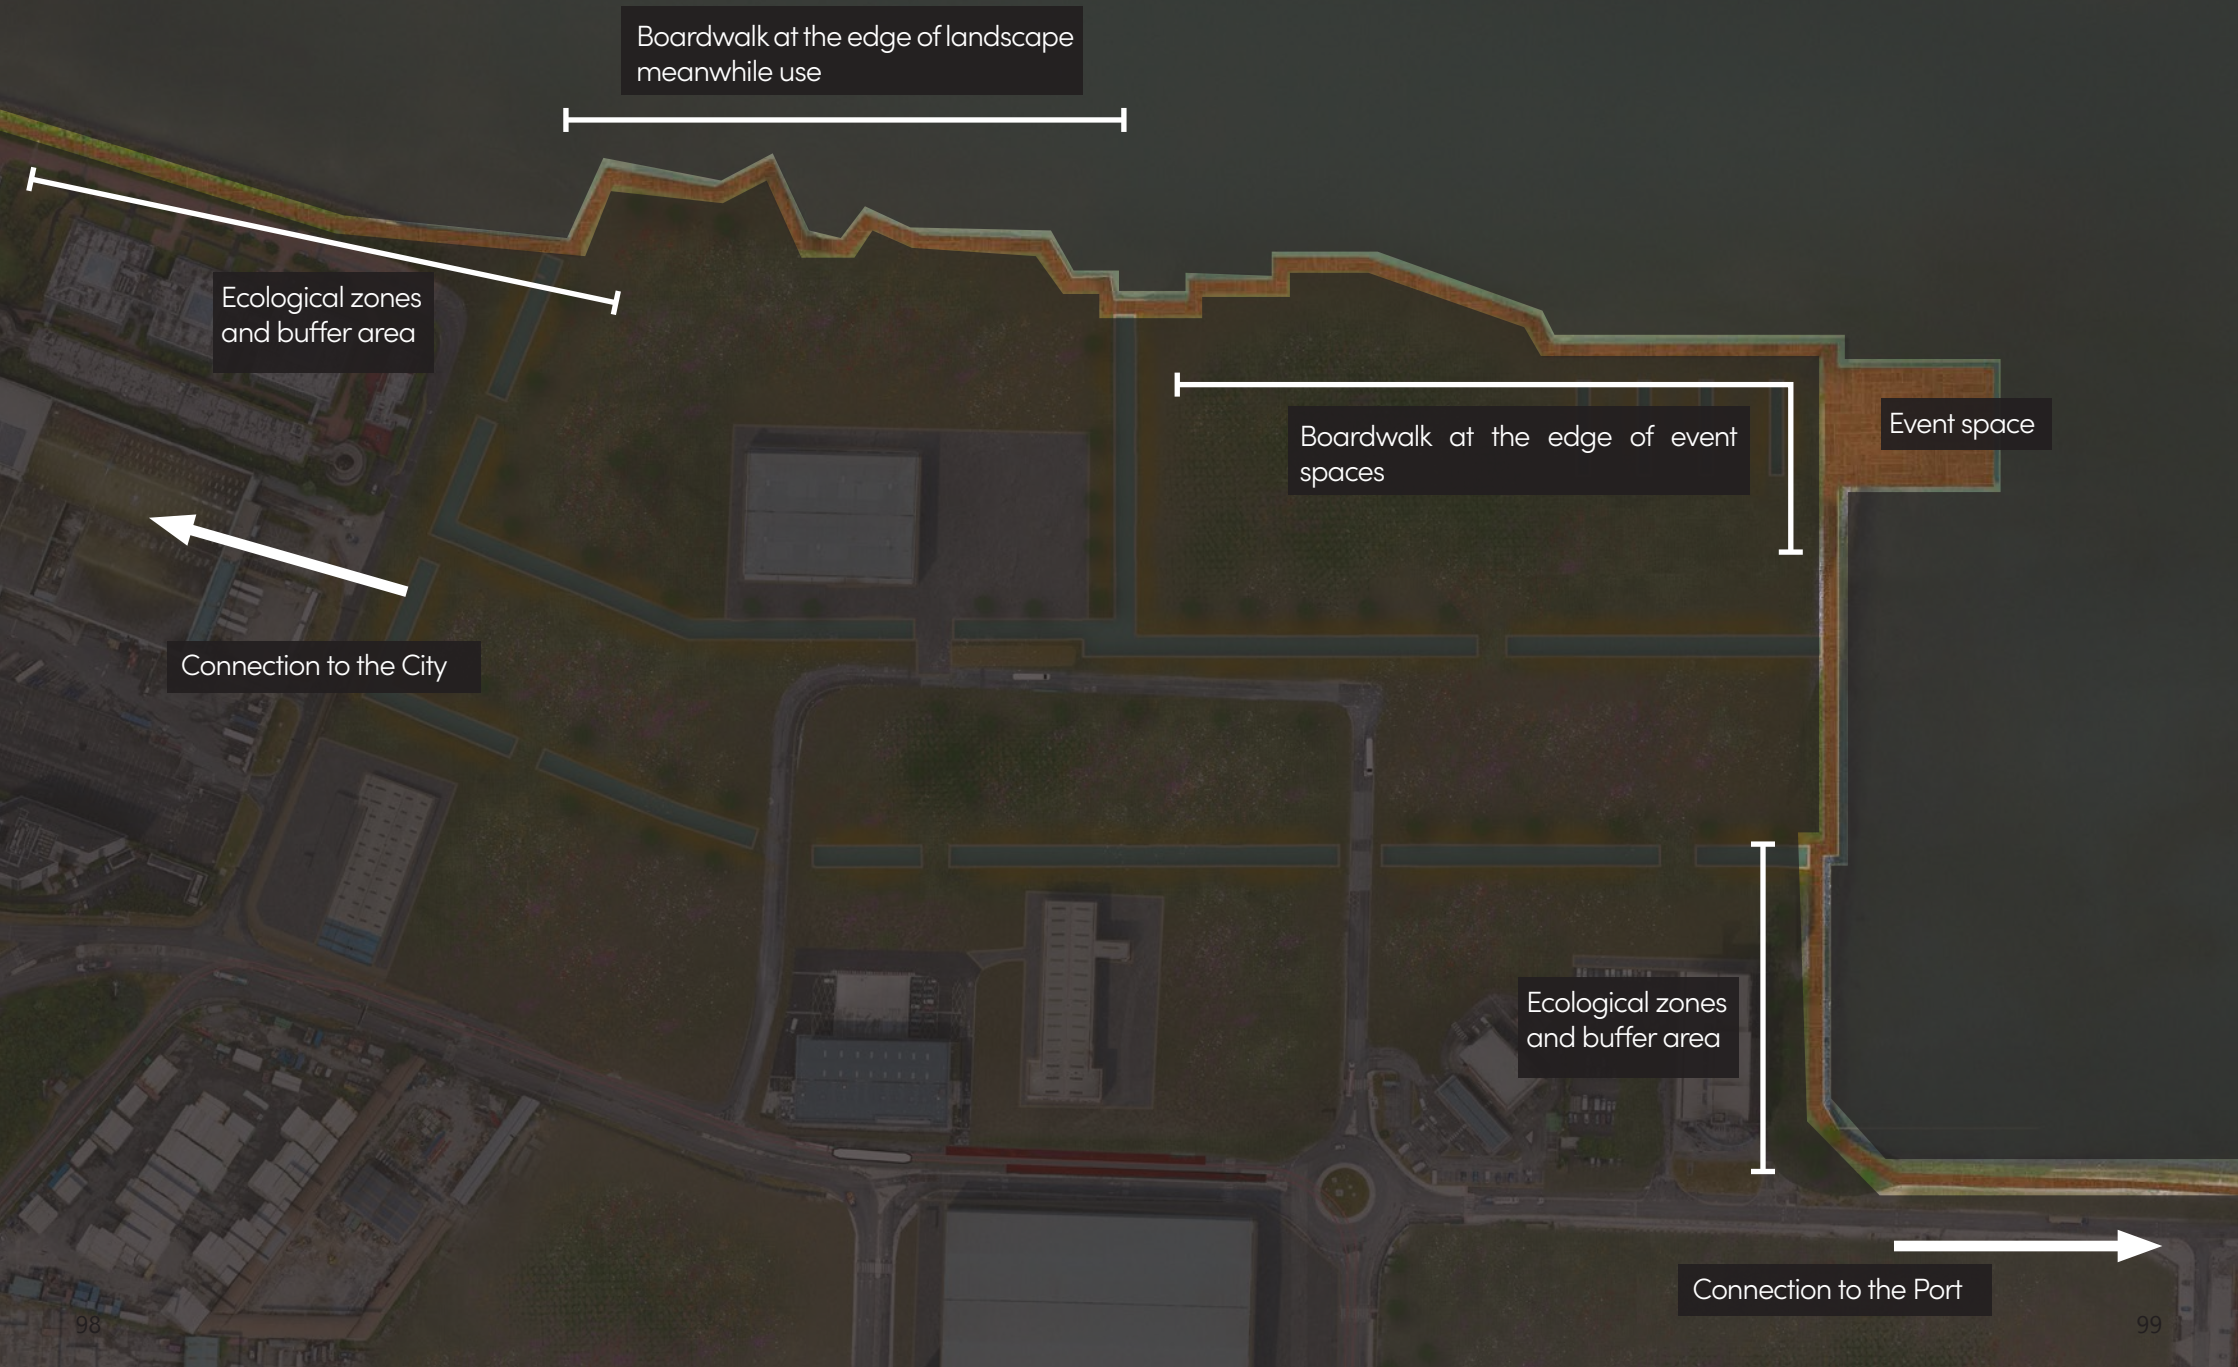 Boardwalk at the edge of landscape
meanwhile use
Ecological zones
and buffer area
Boardwalk at the edge of event
spaces
Event space
Connection to the City
Ecological zones
and buffer area
Connection to the Port
98
99